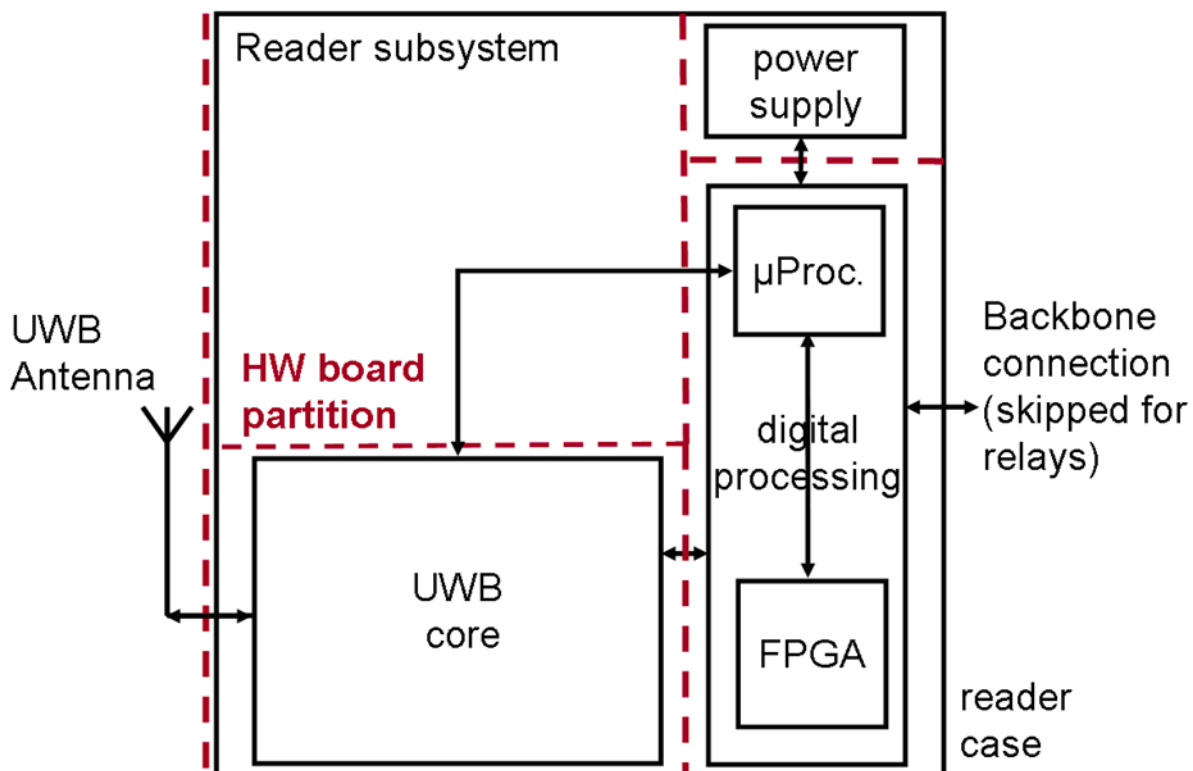 Reader subsystem
power
supply
µProc.
UWB
Antenna
HW board
partition
Backbone
connection
(skipped for
relays)
digital
processing
UWB
core
FPGA
reader
case